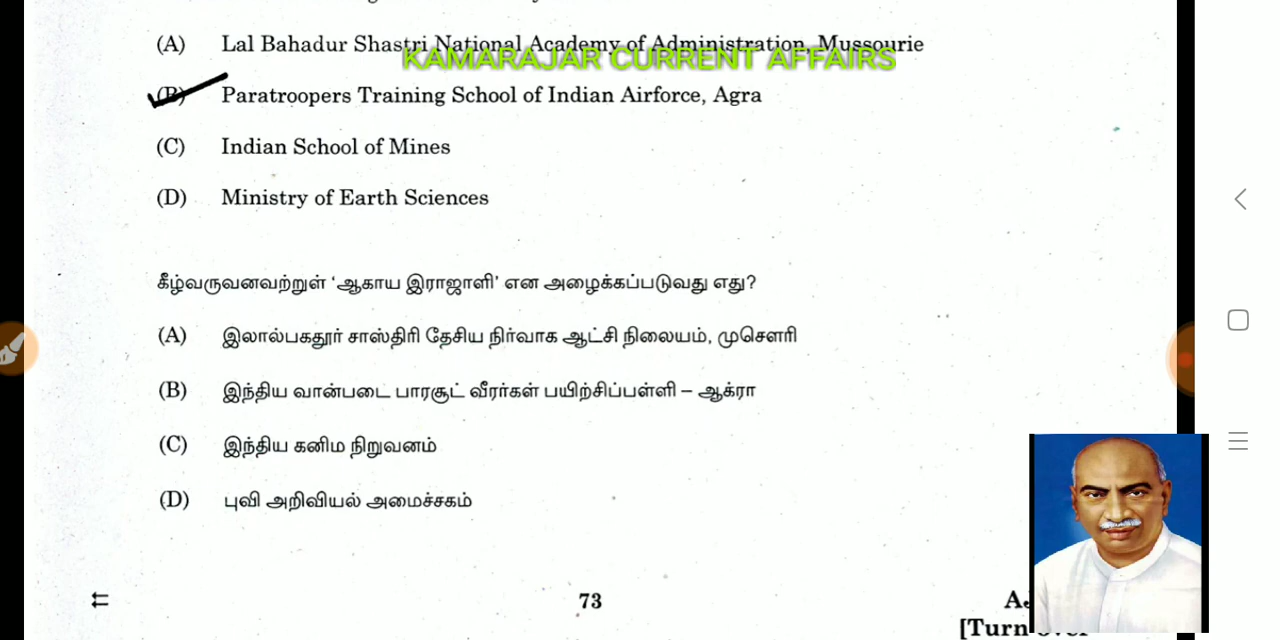 (A) Lal Bahadur Shastri National Academy of Administration, Mussourie
KAMARAJAR CURRENT AFFAIRS
(B) Paratroopers Training School of Indian Airforce, Agra
(C) Indian School of Mines
(D) Ministry of Earth Sciences
கீழ்வருவனவற்றுள் ‘ஆகாய இராஜாளி’ என அழைக்கப்படுவது எது?
(A) இலால்பகதூர் சாஸ்திரி தேசிய நிர்வாக ஆட்சி நிலையம், முசௌரி
(B) இந்திய வான்படை பாரசூட் வீரர்கள் பயிற்சிப்பள்ளி – ஆக்ரா
(C) இந்திய கனிம நிறுவனம்
(D) புவி அறிவியல் அமைச்சகம்
73
[Turn over